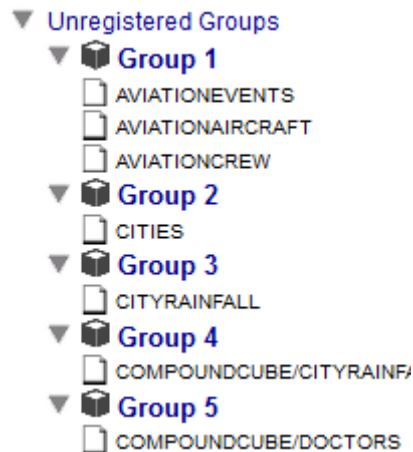 Unregistered Groups
Group 1
AVIATIONEVENTS
AVIATIONAIRCRAFT
AVIATIONCREW
Group 2
CITIES
Group 3
CITYRAINFALL
Group 4
COMPOUNDCUBE/CITYRAINFA
Group 5
COMPOUNDCUBE/DOCTORS